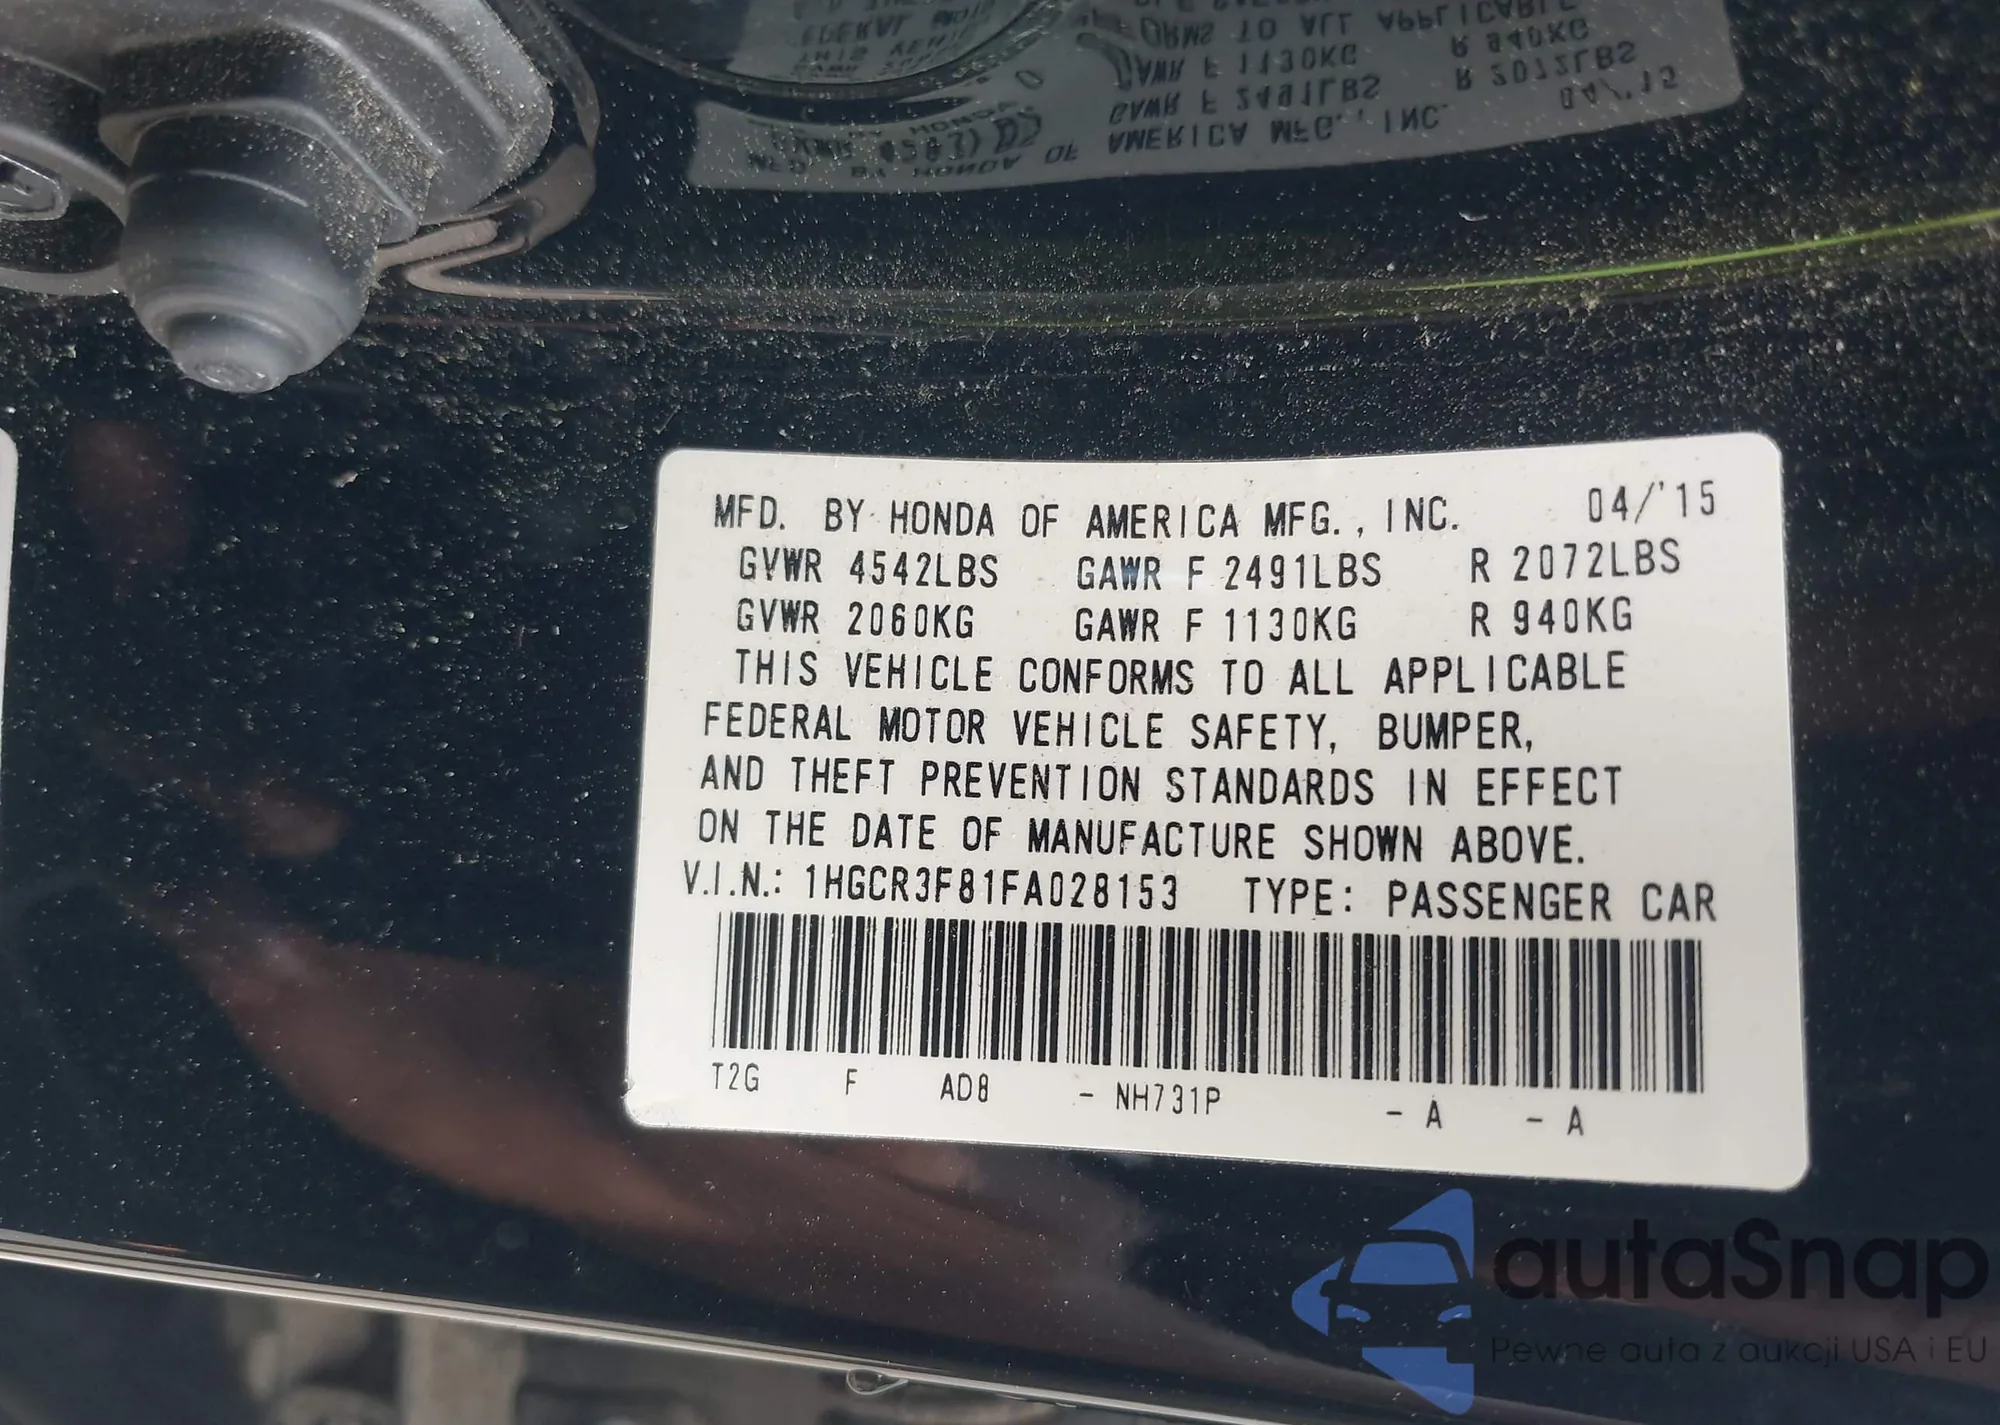 MFD. BY HONDA OF AMERICA MFG., INC. 04/'15
GVWR 4542LBS GAWR F 2491LBS R 2072LBS
GVWR 2060KG GAWR F 1130KG R 940KG
THIS VEHICLE CONFORMS TO ALL APPLICABLE
FEDERAL MOTOR VEHICLE SAFETY, BUMPER,
AND THEFT PREVENTION STANDARDS IN EFFECT
ON THE DATE OF MANUFACTURE SHOWN ABOVE.
V.I.N.: 1HGCR3F81FA028153 TYPE: PASSENGER CAR
T2G F AD8 - NH731P - A - A
autaSnap
Pewne auta z aukcji USA i EU